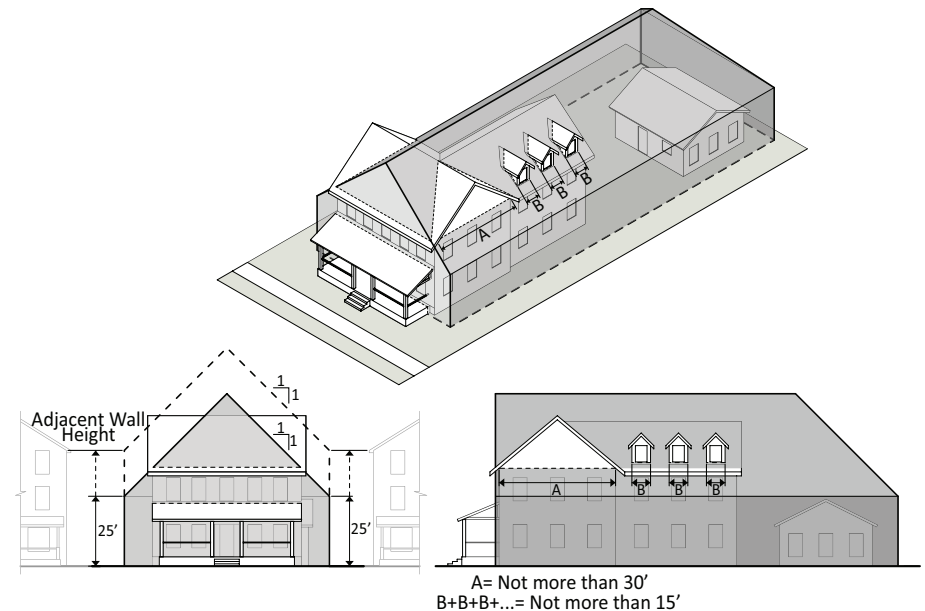 A
B
B
B
1
1
1
1
Adjacent Wall
Height
25’
25’
A
B
B
B
A= Not more than 30’
B+B+B+...= Not more than 15’